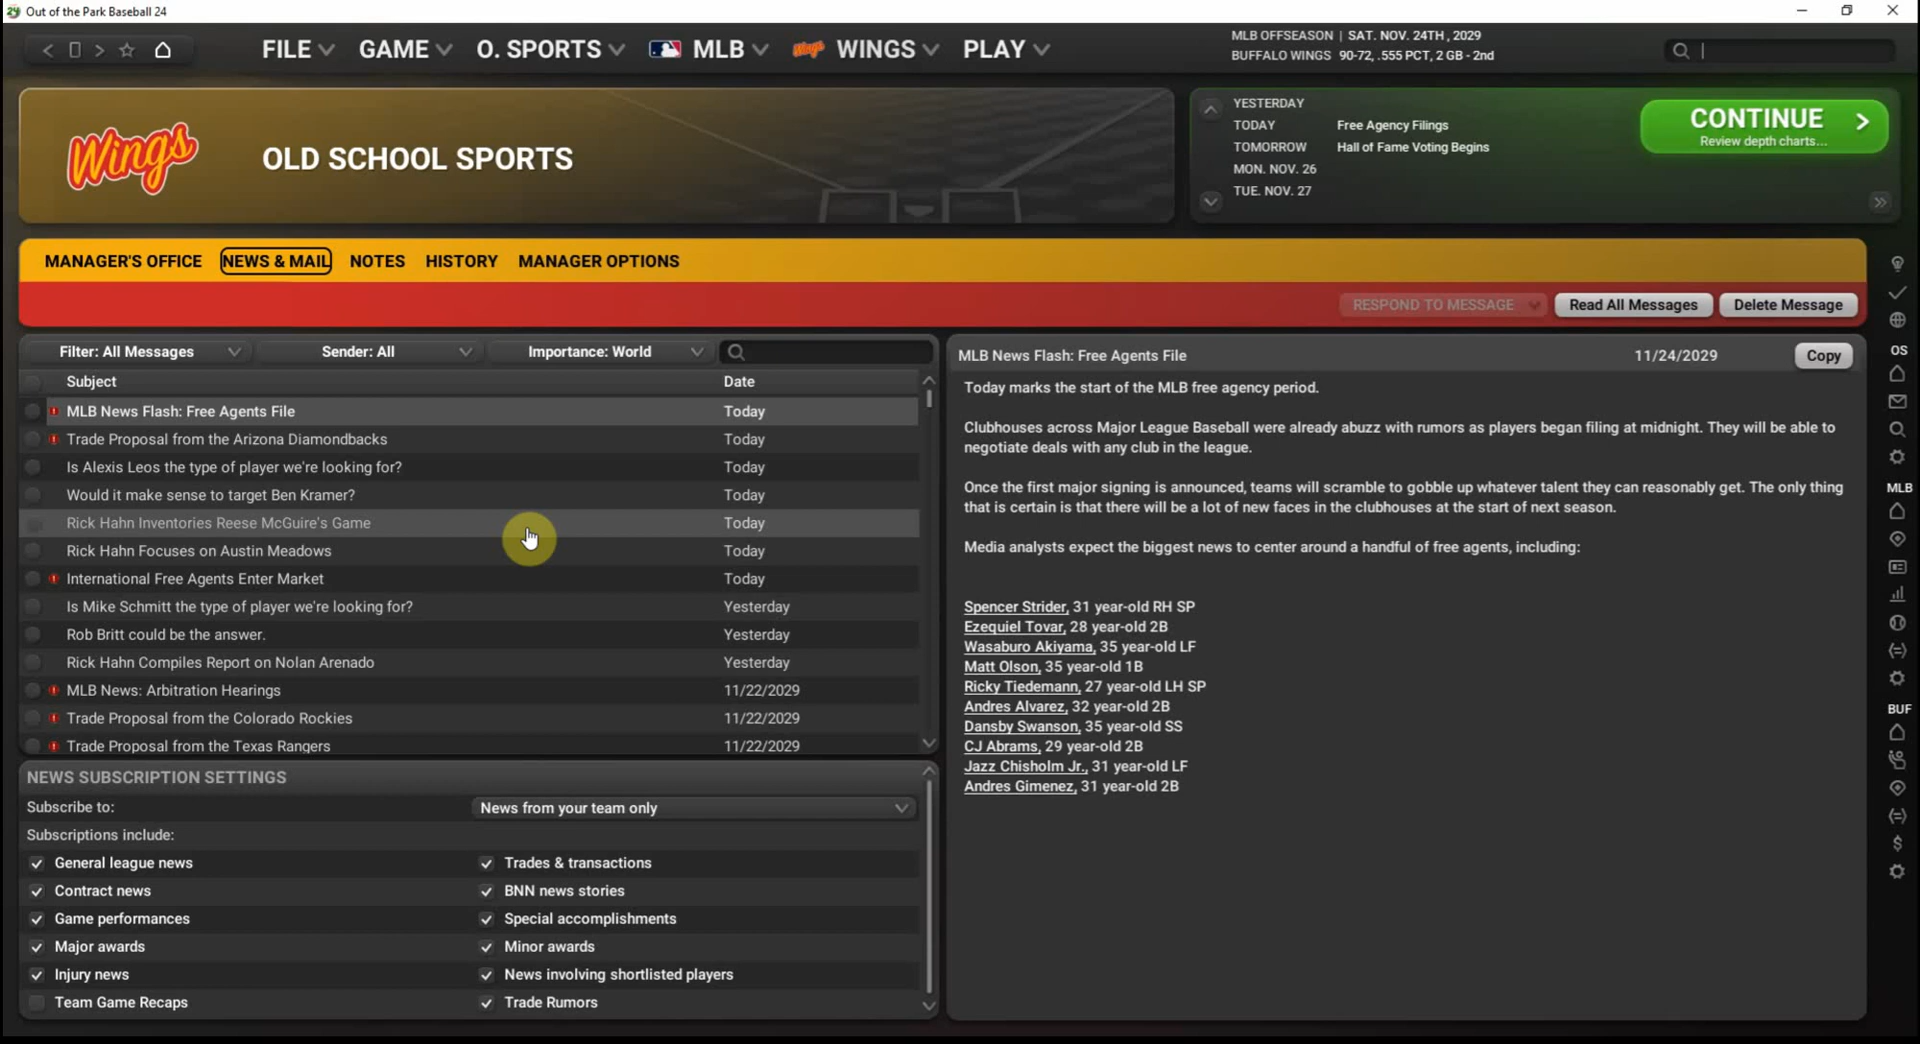 Out of the Park Baseball 24
FILE GAME O. SPORTS MLB WINGS PLAY
MLB OFFSEASON | SAT. NOV. 24TH , 2029
BUFFALO WINGS 90-72, .555 PCT, 2 GB - 2nd
Wings
OLD SCHOOL SPORTS
YESTERDAY
TODAY Free Agency Filings
TOMORROW Hall of Fame Voting Begins
MON. NOV. 26
TUE. NOV. 27
CONTINUE
Review depth charts...
MANAGER'S OFFICE NEWS & MAIL NOTES HISTORY MANAGER OPTIONS
RESPOND TO MESSAGE Read All Messages Delete Message
Filter: All Messages Sender: All Importance: World
Subject Date
MLB News Flash: Free Agents File Today
Trade Proposal from the Arizona Diamondbacks Today
Is Alexis Leos the type of player we're looking for? Today
Would it make sense to target Ben Kramer? Today
Rick Hahn Inventories Reese McGuire's Game Today
Rick Hahn Focuses on Austin Meadows Today
International Free Agents Enter Market Today
Is Mike Schmitt the type of player we're looking for? Yesterday
Rob Britt could be the answer. Yesterday
Rick Hahn Compiles Report on Nolan Arenado Yesterday
MLB News: Arbitration Hearings 11/22/2029
Trade Proposal from the Colorado Rockies 11/22/2029
Trade Proposal from the Texas Rangers 11/22/2029
NEWS SUBSCRIPTION SETTINGS
Subscribe to: News from your team only
Subscriptions include:
General league news Trades & transactions
Contract news BNN news stories
Game performances Special accomplishments
Major awards Minor awards
Injury news News involving shortlisted players
Team Game Recaps Trade Rumors
MLB News Flash: Free Agents File 11/24/2029 Copy
Today marks the start of the MLB free agency period.
Clubhouses across Major League Baseball were already abuzz with rumors as players began filing at midnight. They will be able to
negotiate deals with any club in the league.
Once the first major signing is announced, teams will scramble to gobble up whatever talent they can reasonably get. The only thing
that is certain is that there will be a lot of new faces in the clubhouses at the start of next season.
Media analysts expect the biggest news to center around a handful of free agents, including:
Spencer Strider, 31 year-old RH SP
Ezequiel Tovar, 28 year-old 2B
Wasaburo Akiyama, 35 year-old LF
Matt Olson, 35 year-old 1B
Ricky Tiedemann, 27 year-old LH SP
Andres Alvarez, 32 year-old 2B
Dansby Swanson, 35 year-old SS
CJ Abrams, 29 year-old 2B
Jazz Chisholm Jr., 31 year-old LF
Andres Gimenez, 31 year-old 2B
OS
MLB
BUF